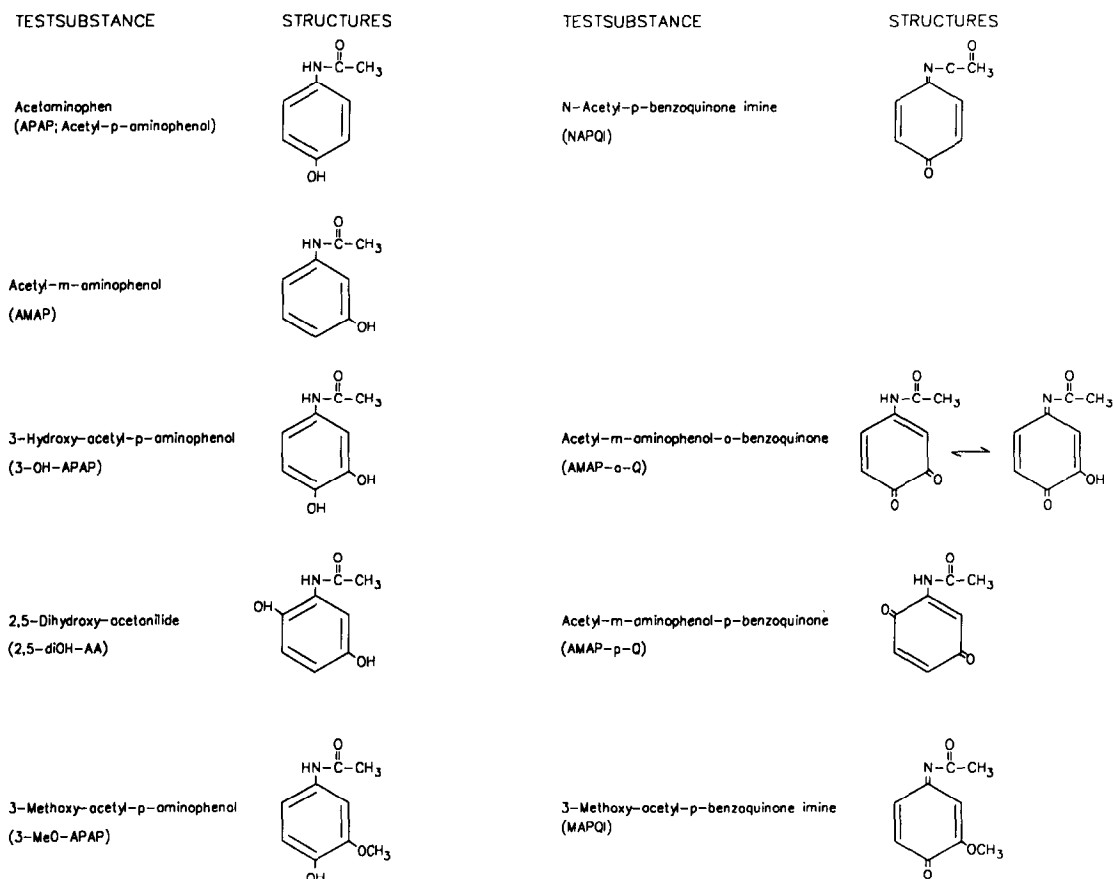 TESTSUBSTANCE STRUCTURES TESTSUBSTANCE STRUCTURES
O
HN-C-CH3
Acetaminophen
(APAP; Acetyl-p-aminophenol)
OH
O
N-C-CH3
N-Acetyl-p-benzoquinone imine
(NAPQI)
O
O
HN-C-CH3
Acetyl-m-aminophenol
(AMAP)
OH
O
HN-C-CH3
3-Hydroxy-acetyl-p-aminophenol
(3-OH-APAP)
OH
OH
O
HN-C-CH3
O
N-C-CH3
Acetyl-m-aminophenol-o-benzoquinone
(AMAP-o-Q)
O
O
OH
O
O
HN-C-CH3
OH
2,5-Dihydroxy-acetanilide
(2,5-diOH-AA)
OH
O
HN-C-CH3
O
Acetyl-m-aminophenol-p-benzoquinone
(AMAP-p-Q)
O
O
HN-C-CH3
3-Methoxy-acetyl-p-aminophenol
(3-MeO-APAP)
OCH3
OH
O
N-C-CH3
3-Methoxy-acetyl-p-benzoquinone imine
(MAPQI)
OCH3
O